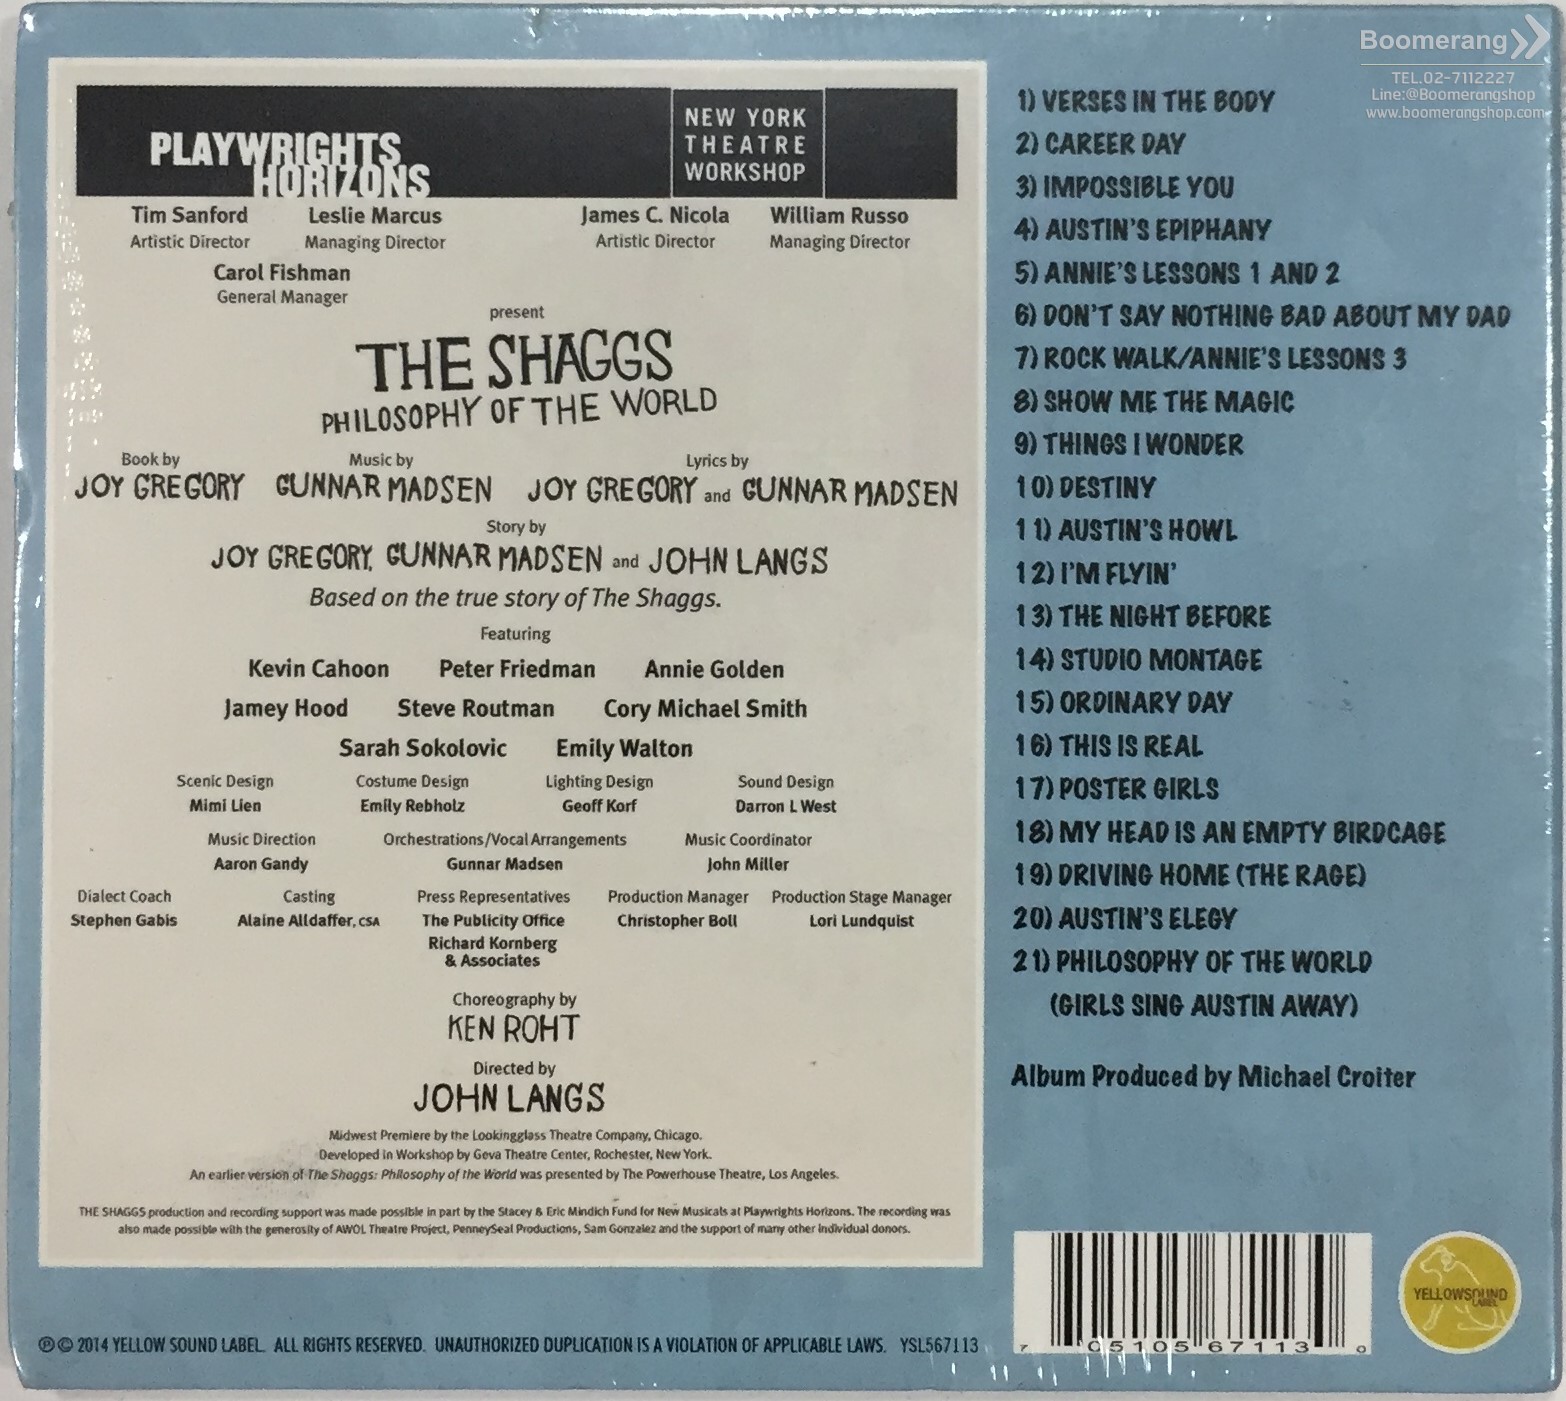 Boomerang
TEL.02-7112227
Line:@Boomerangshop
www.boomerangshop.com
PLAYWRIGHTS
HORIZONS
NEW YORK
THEATRE
WORKSHOP
Tim Sanford Leslie Marcus James C. Nicola William Russo
Artistic Director Managing Director Artistic Director Managing Director
Carol Fishman
General Manager
present
THE SHAGGS
PHILOSOPHY OF THE WORLD
Book by Music by Lyrics by
JOY GREGORY GUNNAR MADSEN JOY GREGORY and GUNNAR MADSEN
Story by
JOY GREGORY, GUNNAR MADSEN and JOHN LANGS
Based on the true story of The Shaggs.
Featuring
Kevin Cahoon Peter Friedman Annie Golden
Jamey Hood Steve Routman Cory Michael Smith
Sarah Sokolovic Emily Walton
Scenic Design Costume Design Lighting Design Sound Design
Mimi Lien Emily Rebholz Geoff Korf Darron L West
Music Direction Orchestrations/Vocal Arrangements Music Coordinator
Aaron Gandy Gunnar Madsen John Miller
Dialect Coach Casting Press Representatives Production Manager Production Stage Manager
Stephen Gabis Alaine Alldaffer, CSA The Publicity Office Christopher Boll Lori Lundquist
Richard Kornberg
& Associates
Choreography by
KEN ROHT
Directed by
JOHN LANGS
Midwest Premiere by the Lookingglass Theatre Company, Chicago.
Developed in Workshop by Geva Theatre Center, Rochester, New York.
An earlier version of The Shaggs: Philosophy of the World was presented by The Powerhouse Theatre, Los Angeles.
THE SHAGGS production and recording support was made possible in part by the Stacey & Eric Mindich Fund for New Musicals at Playwrights Horizons. The recording was
also made possible with the generosity of AWOL Theatre Project, PenneySeal Productions, Sam Gonzalez and the support of many other individual donors.
1) VERSES IN THE BODY
2) CAREER DAY
3) IMPOSSIBLE YOU
4) AUSTIN'S EPIPHANY
5) ANNIE'S LESSONS 1 AND 2
6) DON'T SAY NOTHING BAD ABOUT MY DAD
7) ROCK WALK/ANNIE'S LESSONS 3
8) SHOW ME THE MAGIC
9) THINGS I WONDER
10) DESTINY
11) AUSTIN'S HOWL
12) I'M FLYIN'
13) THE NIGHT BEFORE
14) STUDIO MONTAGE
15) ORDINARY DAY
16) THIS IS REAL
17) POSTER GIRLS
18) MY HEAD IS AN EMPTY BIRDCAGE
19) DRIVING HOME (THE RAGE)
20) AUSTIN'S ELEGY
21) PHILOSOPHY OF THE WORLD
(GIRLS SING AUSTIN AWAY)
Album Produced by Michael Croiter
℗ © 2014 YELLOW SOUND LABEL. ALL RIGHTS RESERVED. UNAUTHORIZED DUPLICATION IS A VIOLATION OF APPLICABLE LAWS. YSL567113
7 05105 67113 0
YELLOWSOUND
LABEL